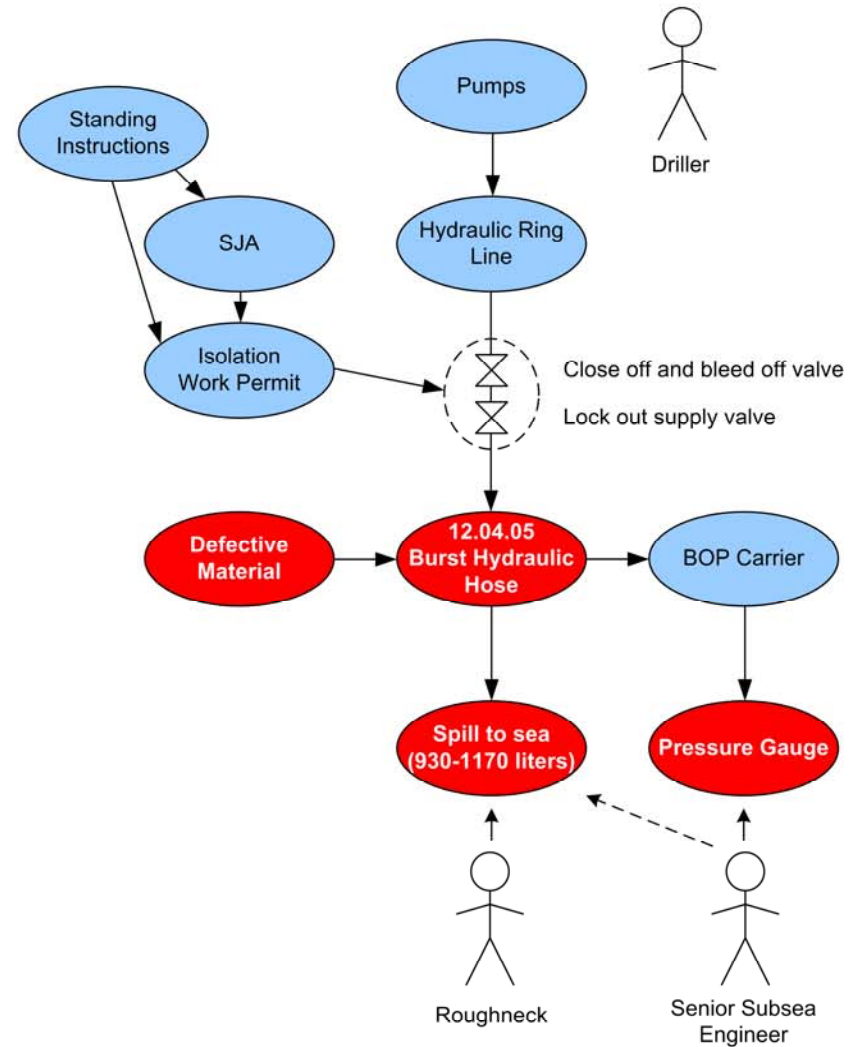 Pumps
Driller
Standing
Instructions
SJA
Hydraulic Ring
Line
Isolation
Work Permit
Close off and bleed off valve
Lock out supply valve
Defective
Material
12.04.05
Burst Hydraulic
Hose
BOP Carrier
Spill to sea
(930-1170 liters)
Pressure Gauge
Roughneck
Senior Subsea
Engineer